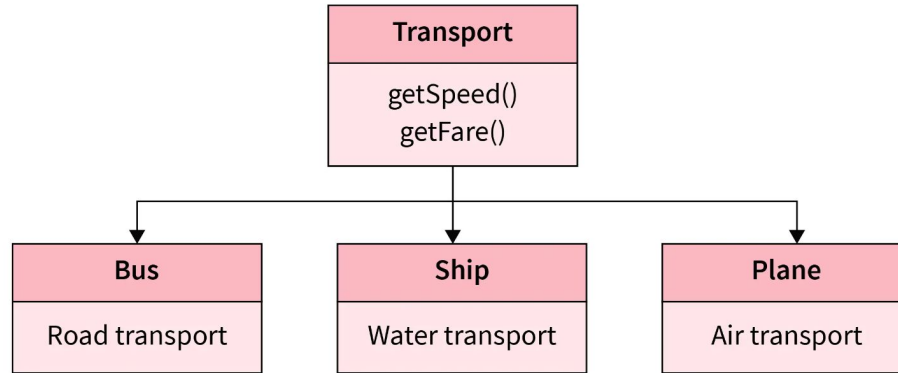 Transport
getSpeed()
getFare()
Bus
Road transport
Ship
Water transport
Plane
Air transport